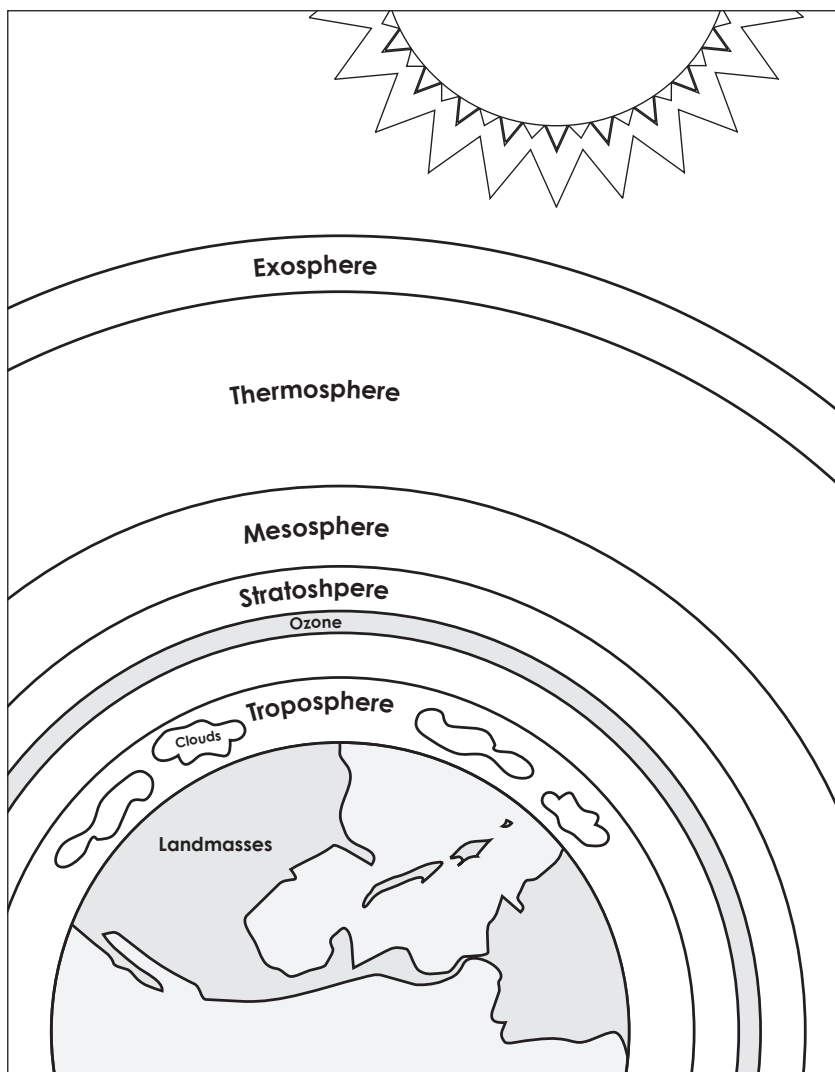 Exosphere
Thermosphere
Mesosphere
Stratoshpere
Ozone
Troposphere
Clouds
Landmasses